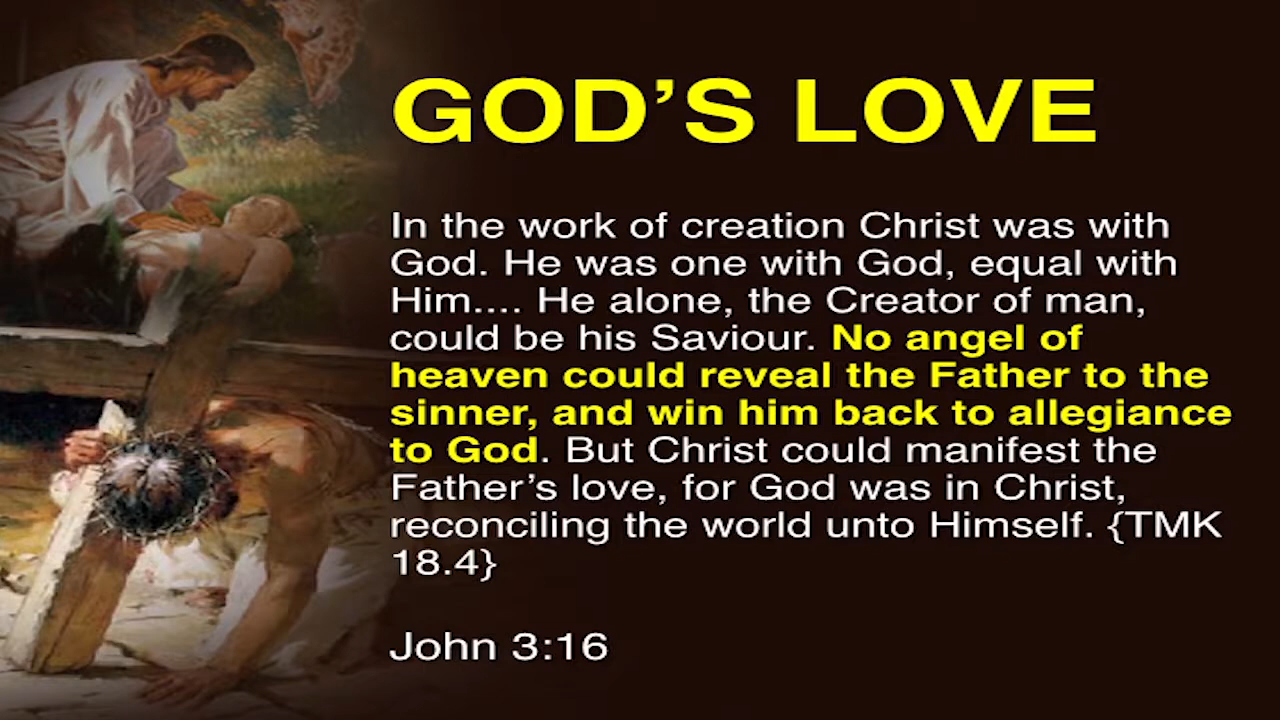 GOD’S LOVE
In the work of creation Christ was with
God. He was one with God, equal with
Him.... He alone, the Creator of man,
could be his Saviour. No angel of
heaven could reveal the Father to the
sinner, and win him back to allegiance
to God. But Christ could manifest the
Father’s love, for God was in Christ,
reconciling the world unto Himself. {TMK
18.4}
John 3:16